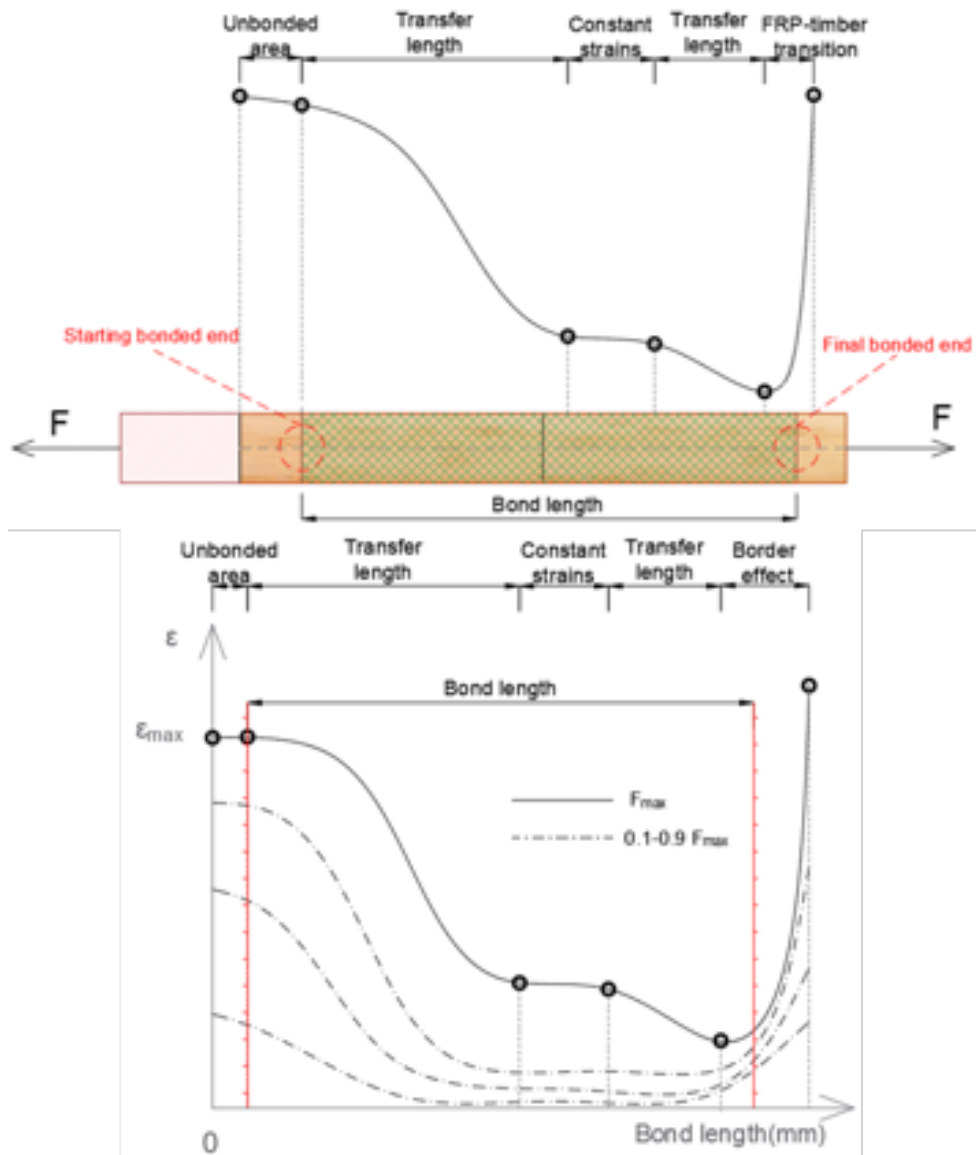 Unbonded
area
Transfer
length
Constant
strains
Transfer
length
FRP-timber
transition
Starting bonded
end
Final bonded end
F
F
Bond length
Unbonded
area
Transfer
length
Constant
strains
Transfer
length
Border
effect
ε
Bond length
εmax
Fmax
0.1-0.9 Fmax
0
Bond length(mm)